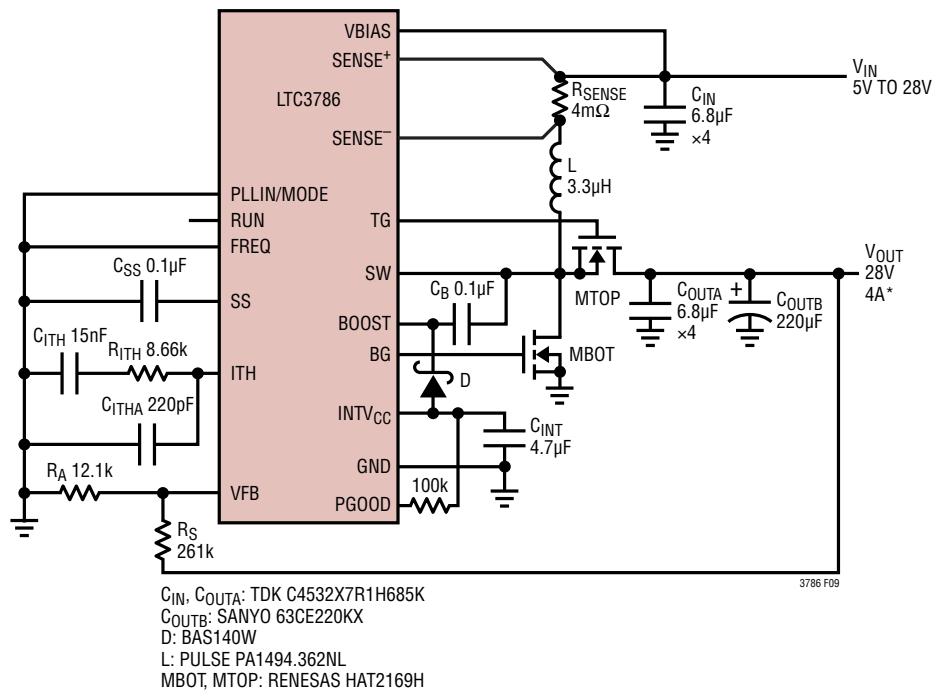 VBIAS
SENSE+
LTC3786
SENSE–
PLLIN/MODE
RUN
FREQ
SS
ITH
VFB
TG
SW
BOOST
BG
INTVCC
GND
PGOOD
CSS 0.1µF
CITH 15nF
RITH 8.66k
CITHA 220pF
RA 12.1k
RS
261k
RSENSE
4mΩ
CIN
6.8µF
×4
VIN
5V TO 28V
L
3.3µH
MTOP
CB 0.1µF
MBOT
D
CINT
4.7µF
100k
COUTA
6.8µF
×4
+
COUTB
220µF
VOUT
28V
4A*
3786 F09
CIN, COUTA: TDK C4532X7R1H685K
COUTB: SANYO 63CE220KX
D: BAS140W
L: PULSE PA1494.362NL
MBOT, MTOP: RENESAS HAT2169H